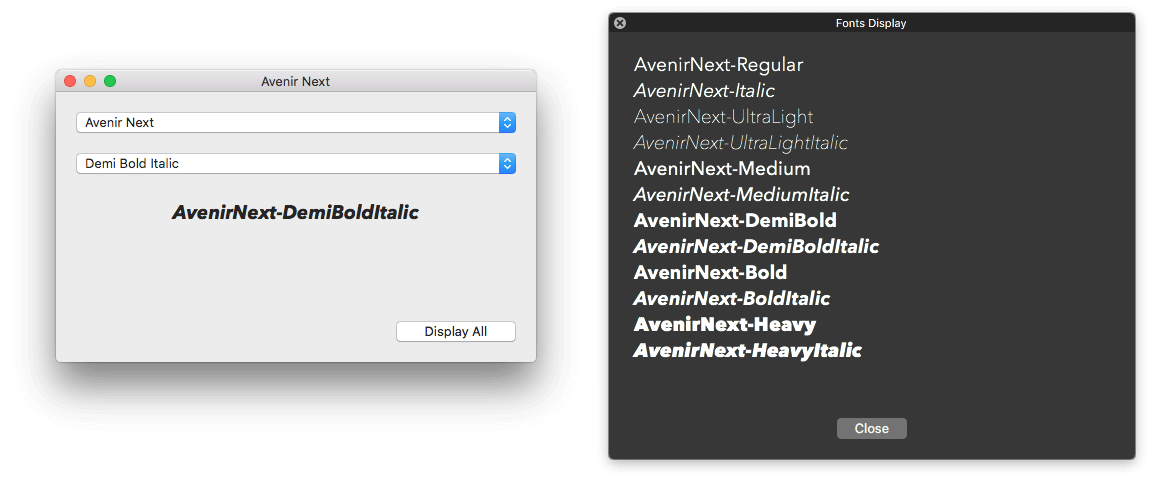 Avenir Next
Avenir Next
Demi Bold Italic
AvenirNext-DemiBoldItalic
Display All
Fonts Display
AvenirNext-Regular
AvenirNext-Italic
AvenirNext-UltraLight
AvenirNext-UltraLightItalic
AvenirNext-Medium
AvenirNext-MediumItalic
AvenirNext-DemiBold
AvenirNext-DemiBoldItalic
AvenirNext-Bold
AvenirNext-BoldItalic
AvenirNext-Heavy
AvenirNext-HeavyItalic
Close